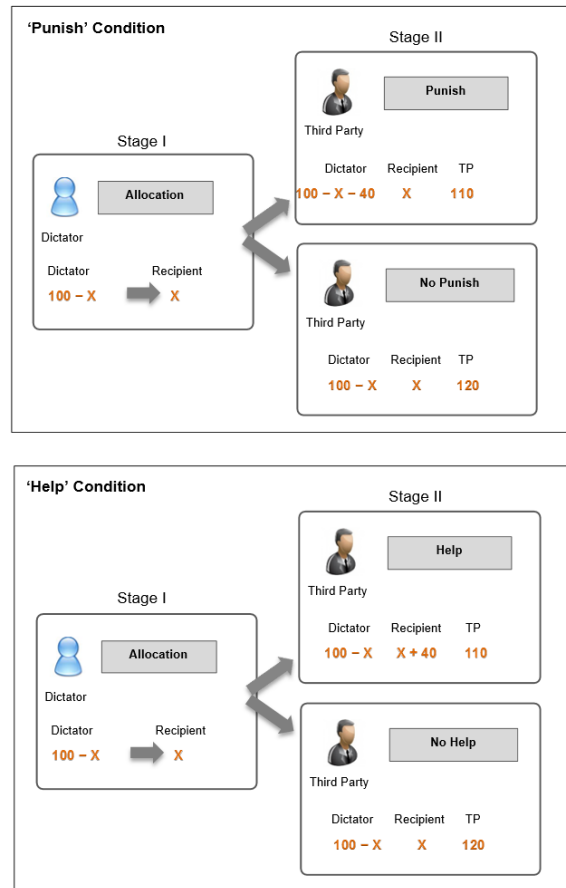 'Punish' Condition
Stage II
Punish
Third Party
Dictator Recipient TP
100 – X – 40 X 110
Stage I
Allocation
Dictator
Dictator Recipient
100 – X X
No Punish
Third Party
Dictator Recipient TP
100 – X X 120
'Help' Condition
Stage II
Help
Third Party
Dictator Recipient TP
100 – X X + 40 110
Stage I
Allocation
Dictator
Dictator Recipient
100 – X X
No Help
Third Party
Dictator Recipient TP
100 – X X 120